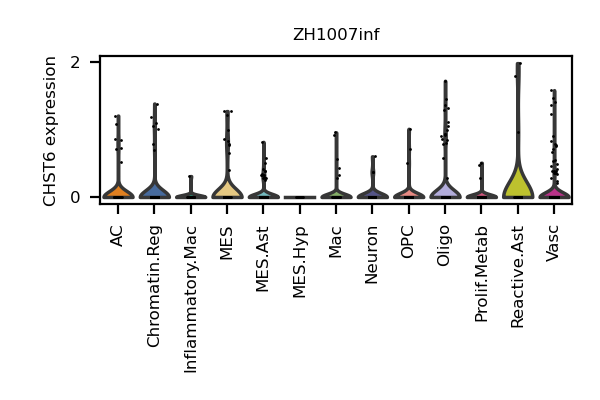 ZH1007inf
CHST6 expression
2
0
AC
Chromatin.Reg
Inflammatory.Mac
MES
MES.Ast
MES.Hyp
Mac
Neuron
OPC
Oligo
Prolif.Metab
Reactive.Ast
Vasc